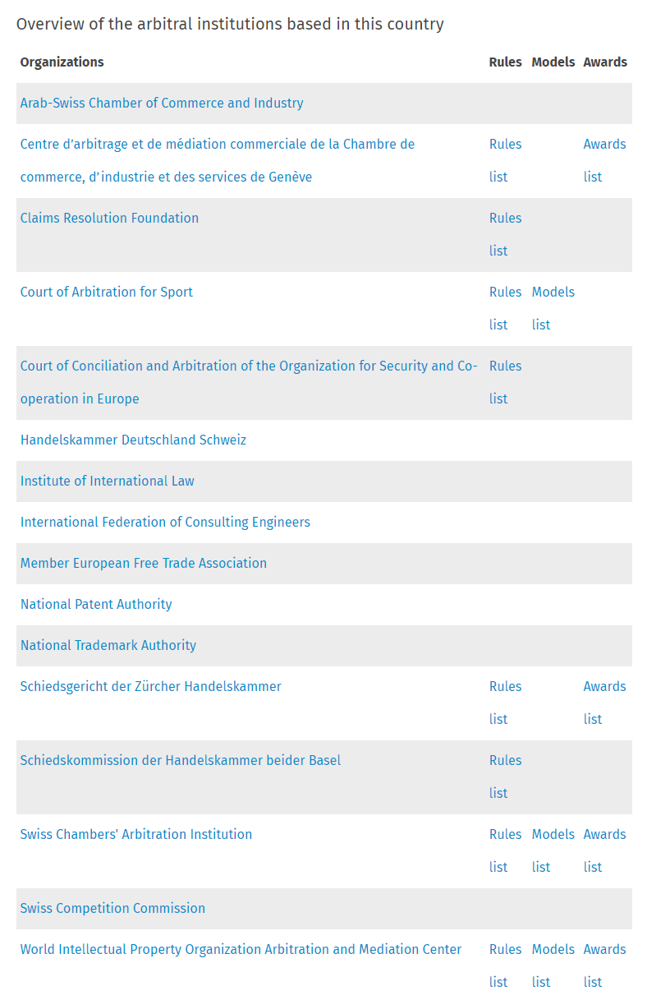 Overview of the arbitral institutions based in this country
Organizations Rules Models Awards
Arab-Swiss Chamber of Commerce and Industry
Centre d’arbitrage et de médiation commerciale de la Chambre de Rules Awards
commerce, d’industrie et des services de Genève list list
Claims Resolution Foundation Rules
list
Court of Arbitration for Sport Rules Models
list list
Court of Conciliation and Arbitration of the Organization for Security and Co- Rules
operation in Europe list
Handelskammer Deutschland Schweiz
Institute of International Law
International Federation of Consulting Engineers
Member European Free Trade Association
National Patent Authority
National Trademark Authority
Schiedsgericht der Zürcher Handelskammer Rules Awards
list list
Schiedskommission der Handelskammer beider Basel Rules
list
Swiss Chambers' Arbitration Institution Rules Models Awards
list list list
Swiss Competition Commission
World Intellectual Property Organization Arbitration and Mediation Center Rules Models Awards
list list list